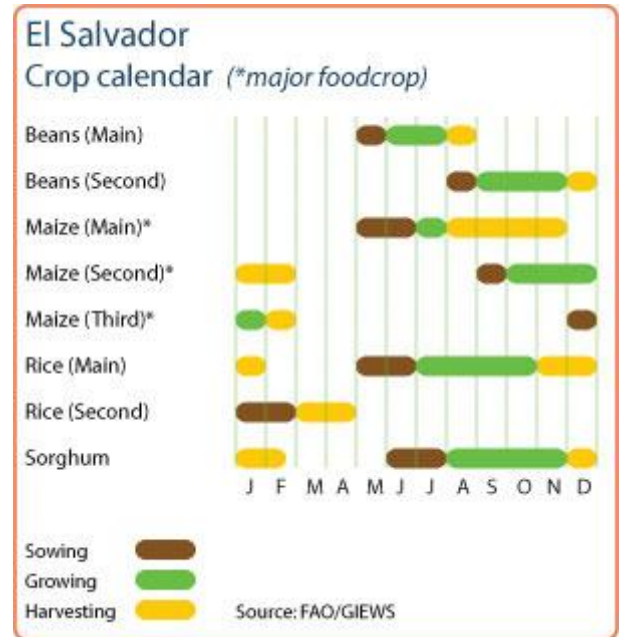 El Salvador
Crop calendar (*major foodcrop)
Beans (Main)
Beans (Second)
Maize (Main)*
Maize (Second)*
Maize (Third)*
Rice (Main)
Rice (Second)
Sorghum
J F M A M J J A S O N D
Sowing
Growing
Harvesting Source: FAO/GIEWS